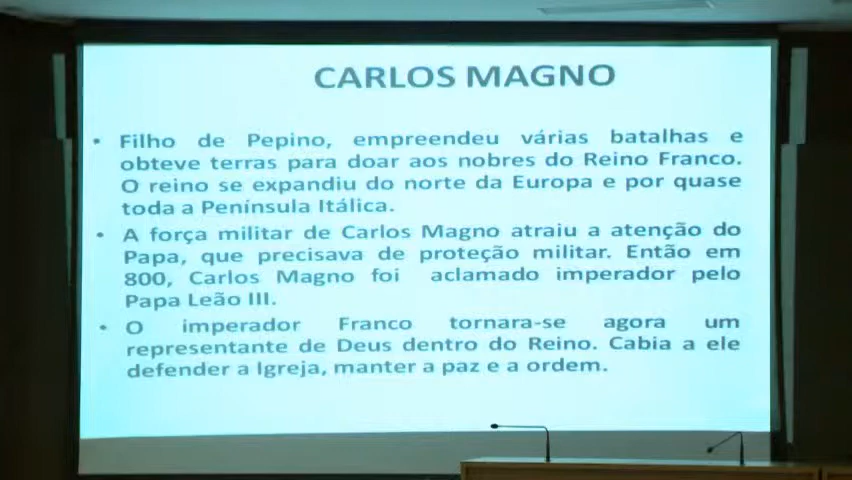 CARLOS MAGNO
• Filho de Pepino, empreendeu várias batalhas e
obteve terras para doar aos nobres do Reino Franco.
O reino se expandiu do norte da Europa e por quase
toda a Península Itálica.
• A força militar de Carlos Magno atraiu a atenção do
Papa, que precisava de proteção militar. Então em
800, Carlos Magno foi aclamado imperador pelo
Papa Leão III.
• O imperador Franco tornara-se agora um
representante de Deus dentro do Reino. Cabia a ele
defender a Igreja, manter a paz e a ordem.